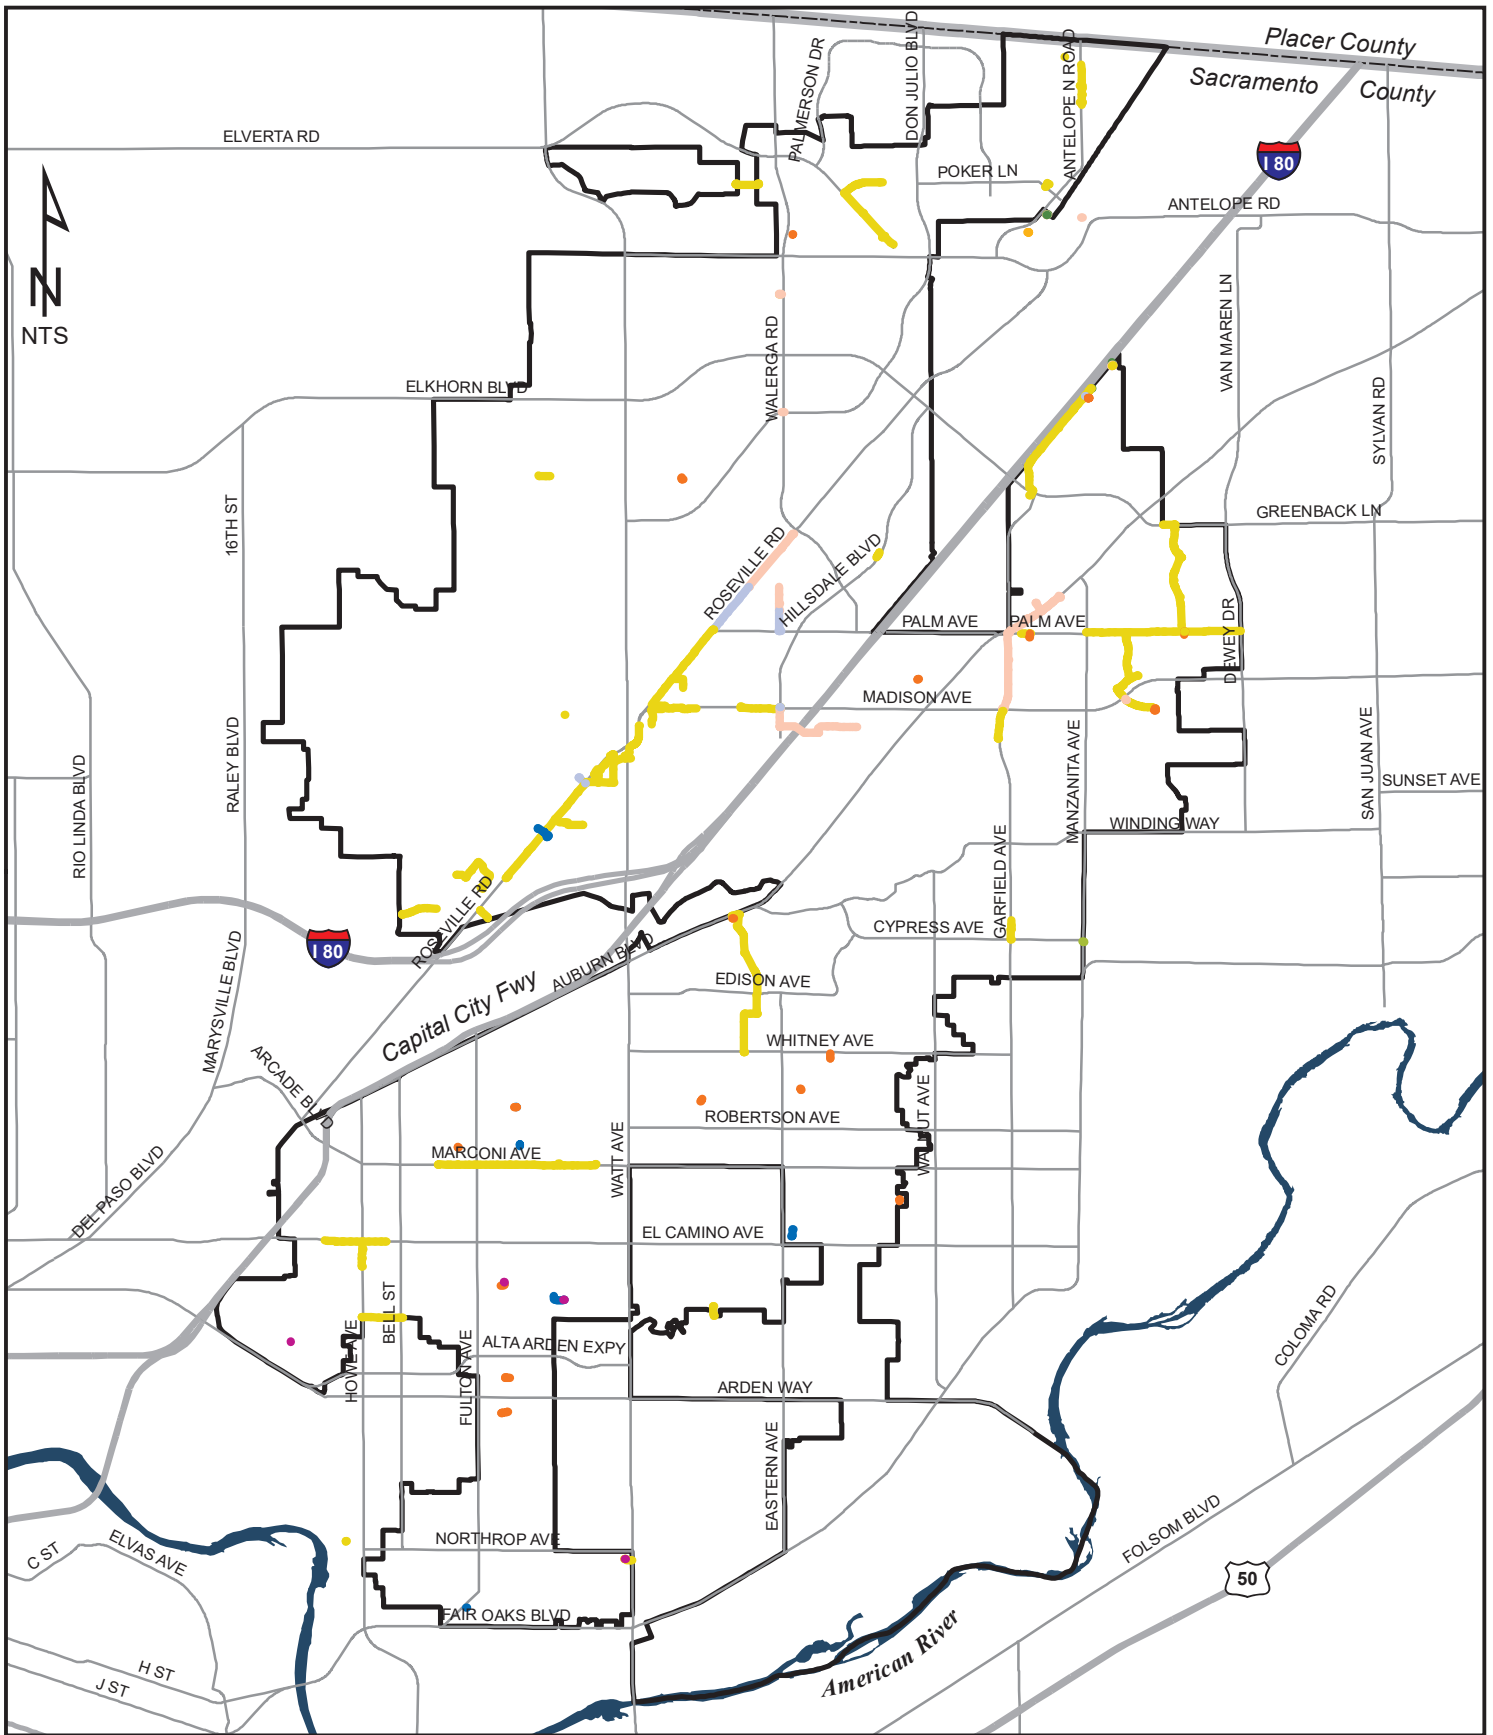 Placer County
Sacramento County
PALMERSON DR
DON JULIO BLVD
ANTELOPE N ROAD
ELVERTA RD
I 80
POKER LN
ANTELOPE RD
N
NTS
WALERGA RD
VAN MAREN LN
ELKHORN BLVD
SYLVAN RD
16TH ST
GREENBACK LN
ROSEVILLE RD
HILLSDALE BLVD
PALM AVE
PALM AVE
DEWEY DR
MADISON AVE
RALEY BLVD
RIO LINDA BLVD
MANZANITA AVE
SAN JUAN AVE
SUNSET AVE
WINDING WAY
GARFIELD AVE
ROSEVILLE RD
CYPRESS AVE
I 80
MARYSVILLE BLVD
AUBURN BLVD
EDISON AVE
Capital City Fwy
WHITNEY AVE
ARCADE BLVD
WALNUT AVE
ROBERTSON AVE
MARCONI AVE
WATT AVE
DEL PASO BLVD
EL CAMINO AVE
BELL ST
HOWE AVE
FULTON AVE
ALTA ARDEN EXPY
COLOMA RD
ARDEN WAY
EASTERN AVE
FOLSOM BLVD
C ST
ELVAS AVE
NORTHROP AVE
50
FAIR OAKS BLVD
American River
H ST
J ST